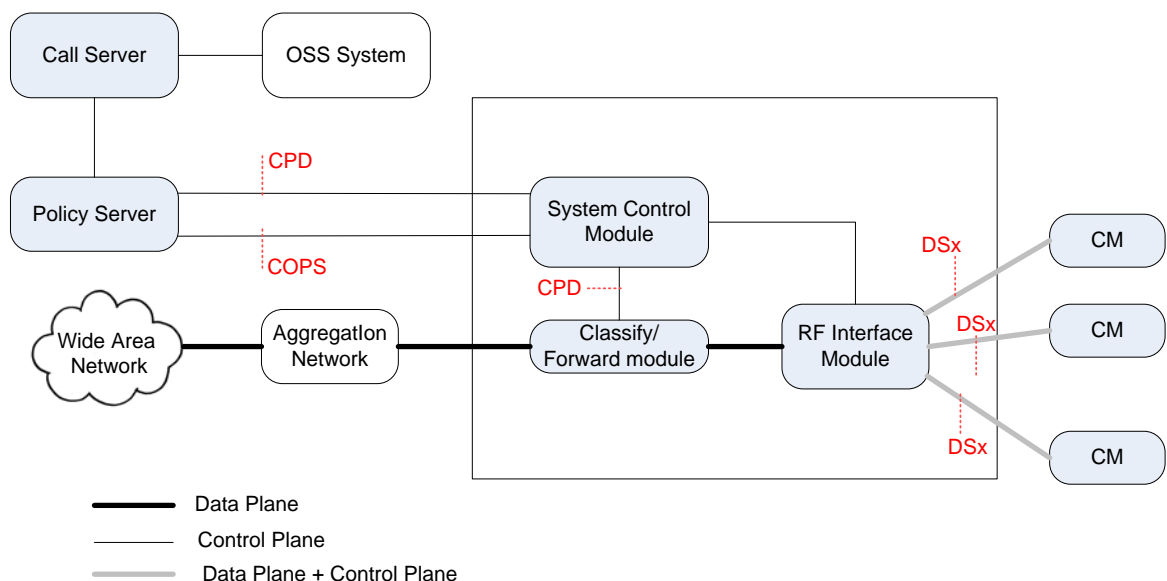 Call Server
OSS System
CPD
Policy Server
System Control
Module
COPS
CPD
DSx
CM
Wide Area
Network
AggregatIon
Network
Classify/
Forward module
RF Interface
Module
DSx
CM
DSx
CM
Data Plane
Control Plane
Data Plane + Control Plane